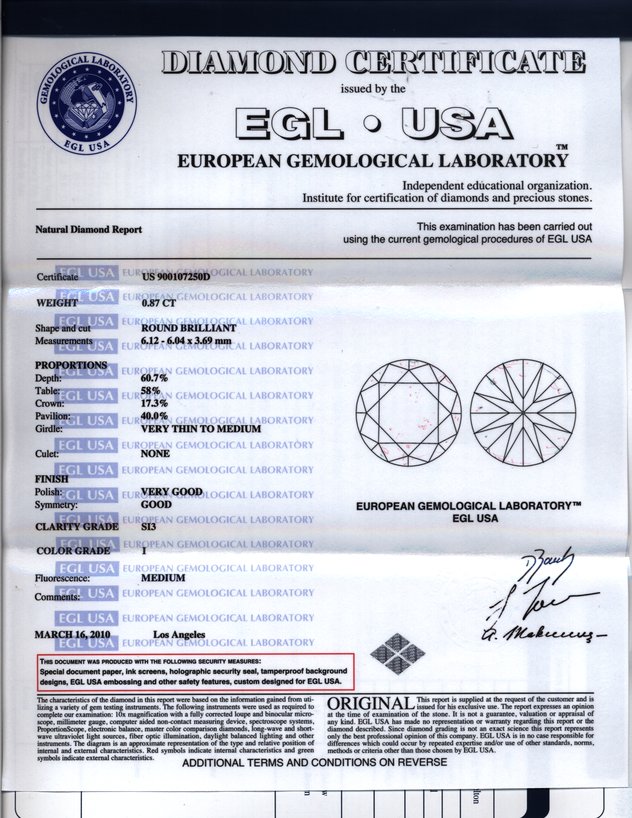 GEMOLOGICAL LABORATORY
EGL USA
DIAMOND CERTIFICATE
issued by the
EGL • USA
EUROPEAN GEMOLOGICAL LABORATORY™
Independent educational organization.
Institute for certification of diamonds and precious stones.
Natural Diamond Report
This examination has been carried out
using the current gemological procedures of EGL USA
Certificate US 900107250D
WEIGHT 0.87 CT
Shape and cut ROUND BRILLIANT
Measurements 6.12 - 6.04 x 3.69 mm
PROPORTIONS
Depth: 60.7%
Table: 58%
Crown: 17.3%
Pavilion: 40.0%
Girdle: VERY THIN TO MEDIUM
Culet: NONE
FINISH
Polish: VERY GOOD
Symmetry: GOOD
CLARITY GRADE SI3
COLOR GRADE I
Fluorescence: MEDIUM
Comments:
MARCH 16, 2010 Los Angeles
EGL USA EUROPEAN GEMOLOGICAL LABORATORY
EUROPEAN GEMOLOGICAL LABORATORY™
EGL USA
THIS DOCUMENT WAS PRODUCED WITH THE FOLLOWING SECURITY MEASURES:
Special document paper, ink screens, holographic security seal, tamperproof background
designs, EGL USA embossing and other safety features, custom designed for EGL USA.
The characteristics of the diamond in this report were based on the information gained from uti-
lizing a variety of gem testing instruments. The following instruments were used as required to
complete our examination: 10x magnification with a fully corrected loupe and binocular micro-
scope, millimeter gauge, computer aided non-contact measuring device, spectroscope systems,
ProportionScope, electronic balance, master color comparison diamonds, long-wave and short-
wave ultraviolet light sources, fiber optic illumination, daylight balanced lighting and other
instruments. The diagram is an approximate representation of the type and relative position of
internal and external characteristics. Red symbols indicate internal characteristics and green
symbols indicate external characteristics.
ORIGINAL This report is supplied at the request of the customer and is
issued for his exclusive use. The report expresses an opinion
at the time of examination of the stone. It is not a guarantee, valuation or appraisal of
any kind. EGL USA has made no representation or warranty regarding this report or the
diamond described. Since diamond grading is not an exact science this report represents
only the best professional opinion of this company. EGL USA is in no case responsible for
differences which could occur by repeated expertise and/or use of other standards, norms,
methods or criteria other than those chosen by EGL USA.
ADDITIONAL TERMS AND CONDITIONS ON REVERSE